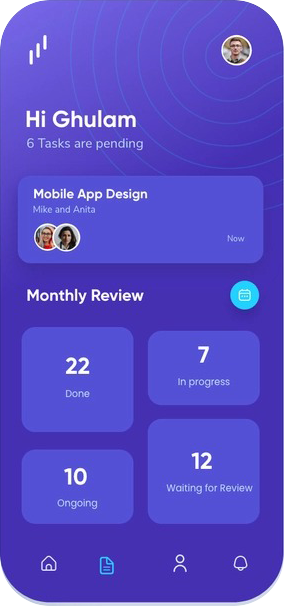 Hi Ghulam
6 Tasks are pending
Mobile App Design
Mike and Anita
Now
Monthly Review
22
Done
7
In progress
10
Ongoing
12
Waiting for Review